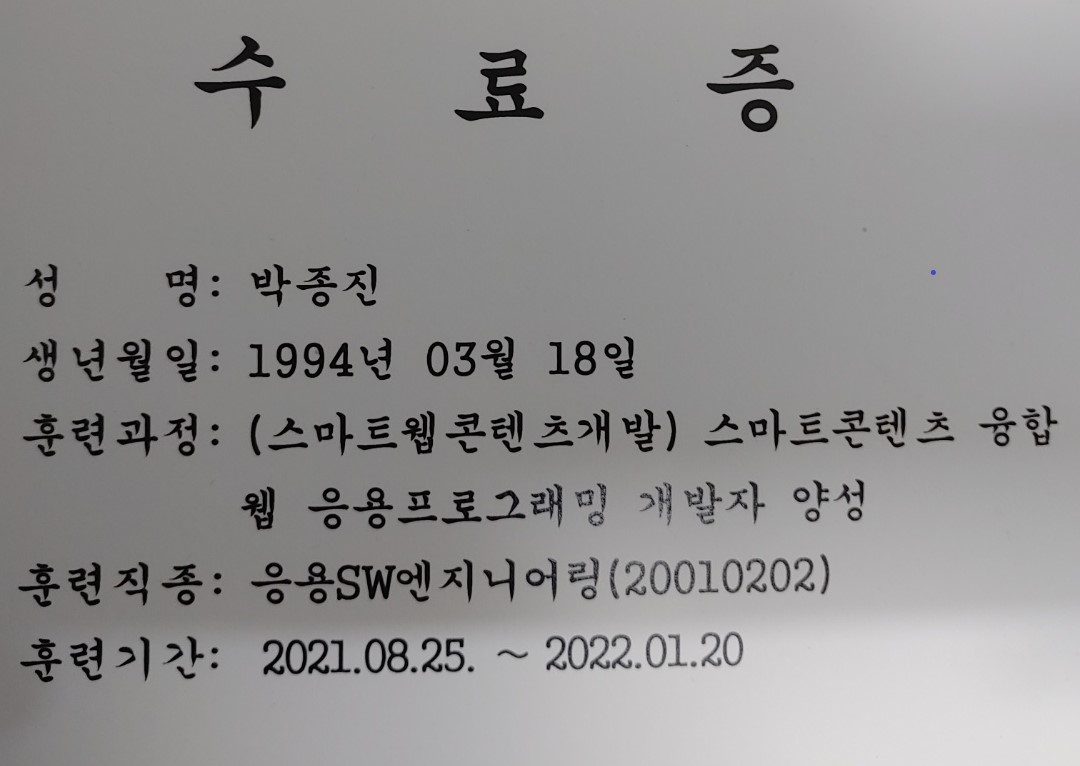 수 료 증
성 명: 박종진
생년월일: 1994년 03월 18일
훈련과정: (스마트웹콘텐츠개발) 스마트콘텐츠 융합
웹 응용프로그래밍 개발자 양성
훈련직종: 응용SW엔지니어링(20010202)
훈련기간: 2021.08.25. ~ 2022.01.20